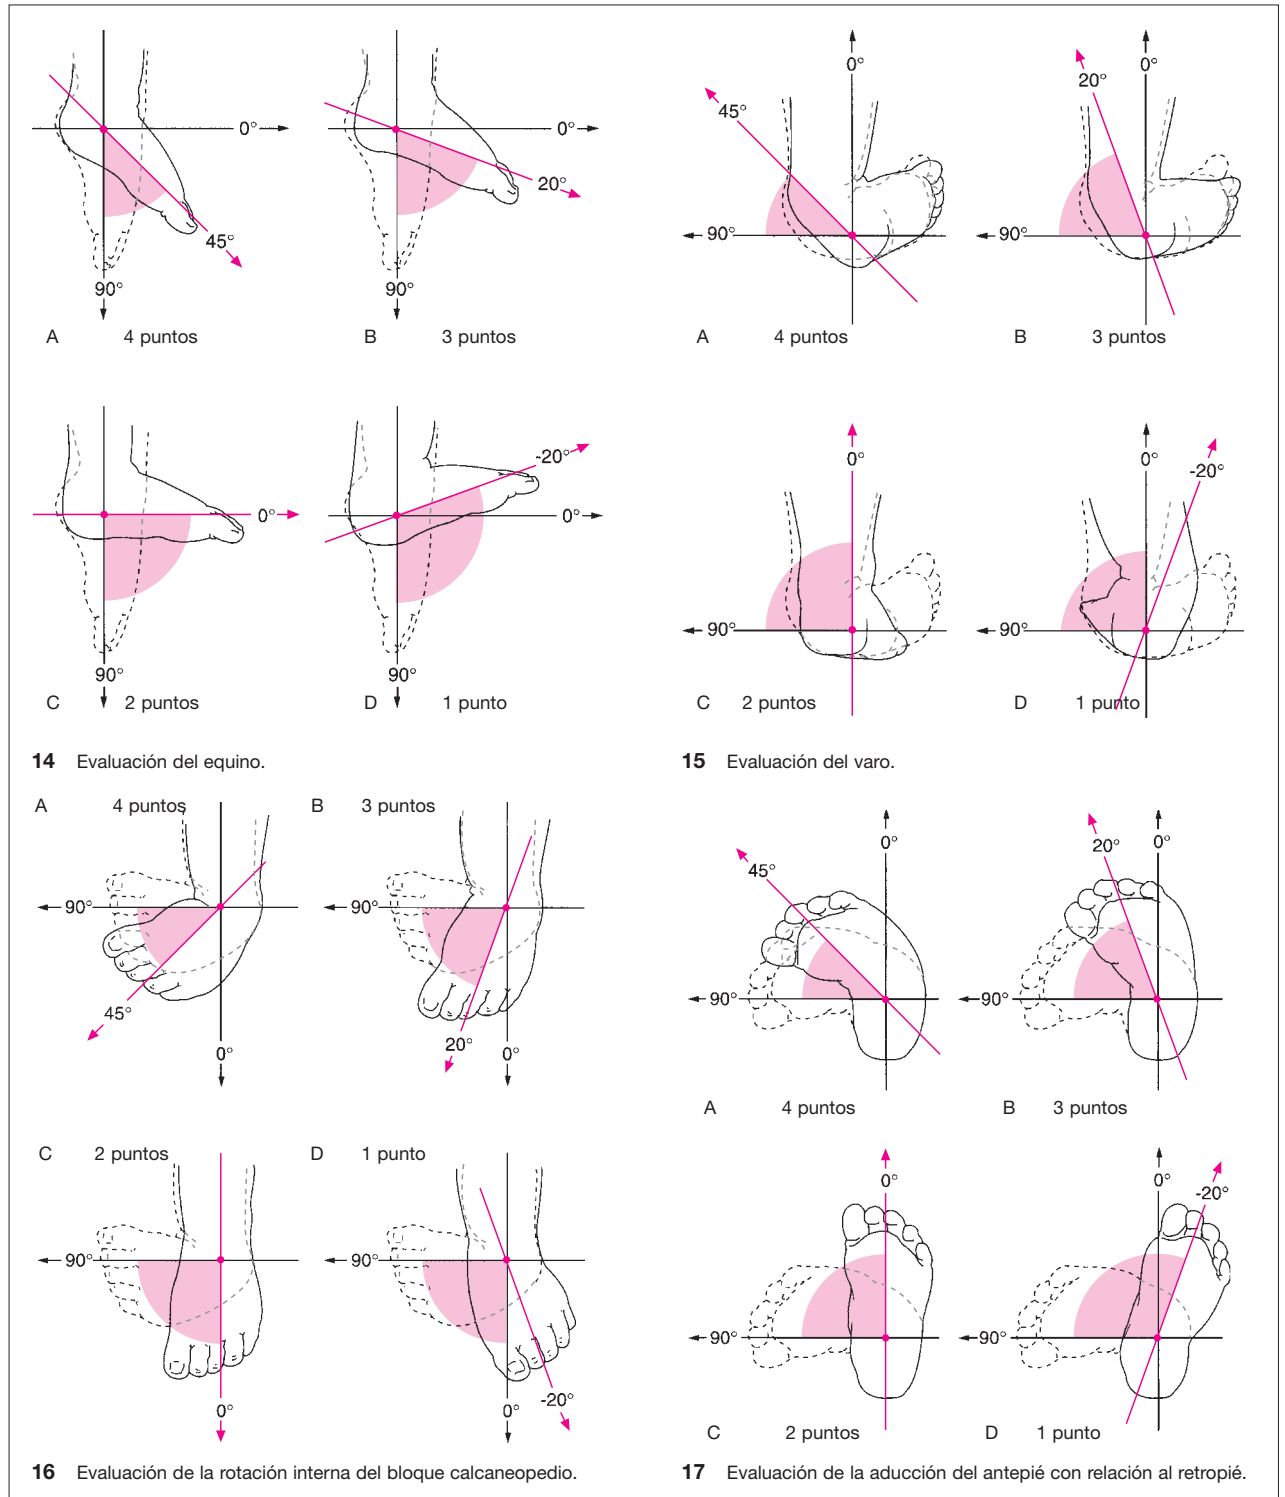 0°
45°
90°
A 4 puntos
0°
20°
90°
B 3 puntos
0°
90°
C 2 puntos
-20°
0°
90°
D 1 punto
14 Evaluación del equino.
0°
45°
90°
A 4 puntos
0°
20°
90°
B 3 puntos
0°
90°
C 2 puntos
0°
-20°
90°
D 1 punto
15 Evaluación del varo.
A 4 puntos
90°
45°
0°
B 3 puntos
90°
20°
0°
C 2 puntos
90°
0°
D 1 punto
90°
-20°
0°
16 Evaluación de la rotación interna del bloque calcaneopedio.
0°
45°
90°
A 4 puntos
0°
20°
90°
B 3 puntos
0°
90°
C 2 puntos
0°
-20°
90°
D 1 punto
17 Evaluación de la aducción del antepié con relación al retropié.